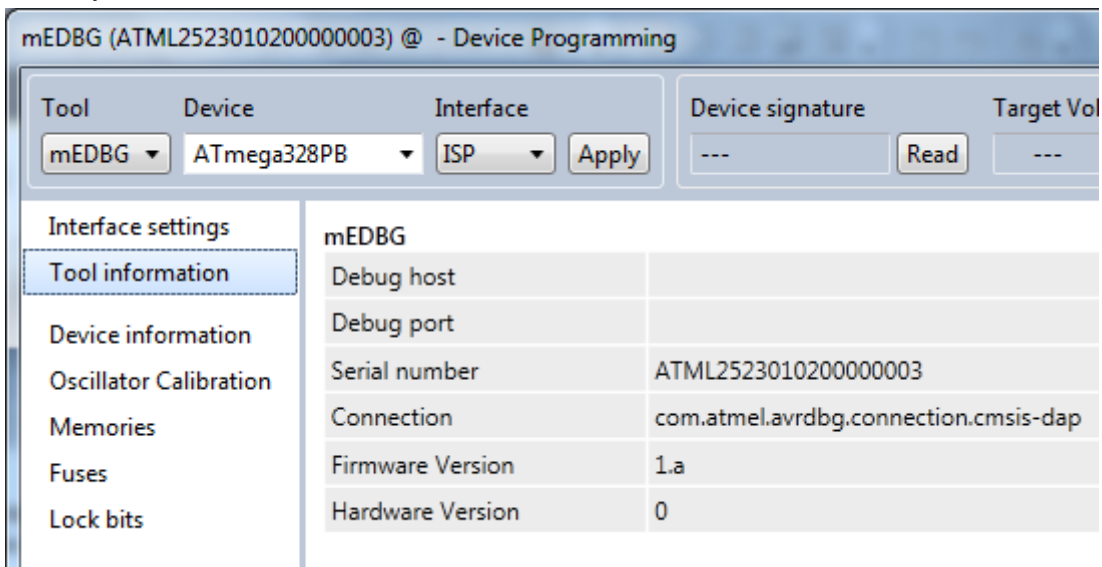 mEDBG (ATML2523010200000003) @ - Device Programming
Tool Device Interface Device signature Target Vol
mEDBG ATmega328PB ISP Apply --- Read ---
Interface settings
Tool information
Device information
Oscillator Calibration
Memories
Fuses
Lock bits
mEDBG
Debug host
Debug port
Serial number ATML2523010200000003
Connection com.atmel.avrdbg.connection.cmsis-dap
Firmware Version 1.a
Hardware Version 0